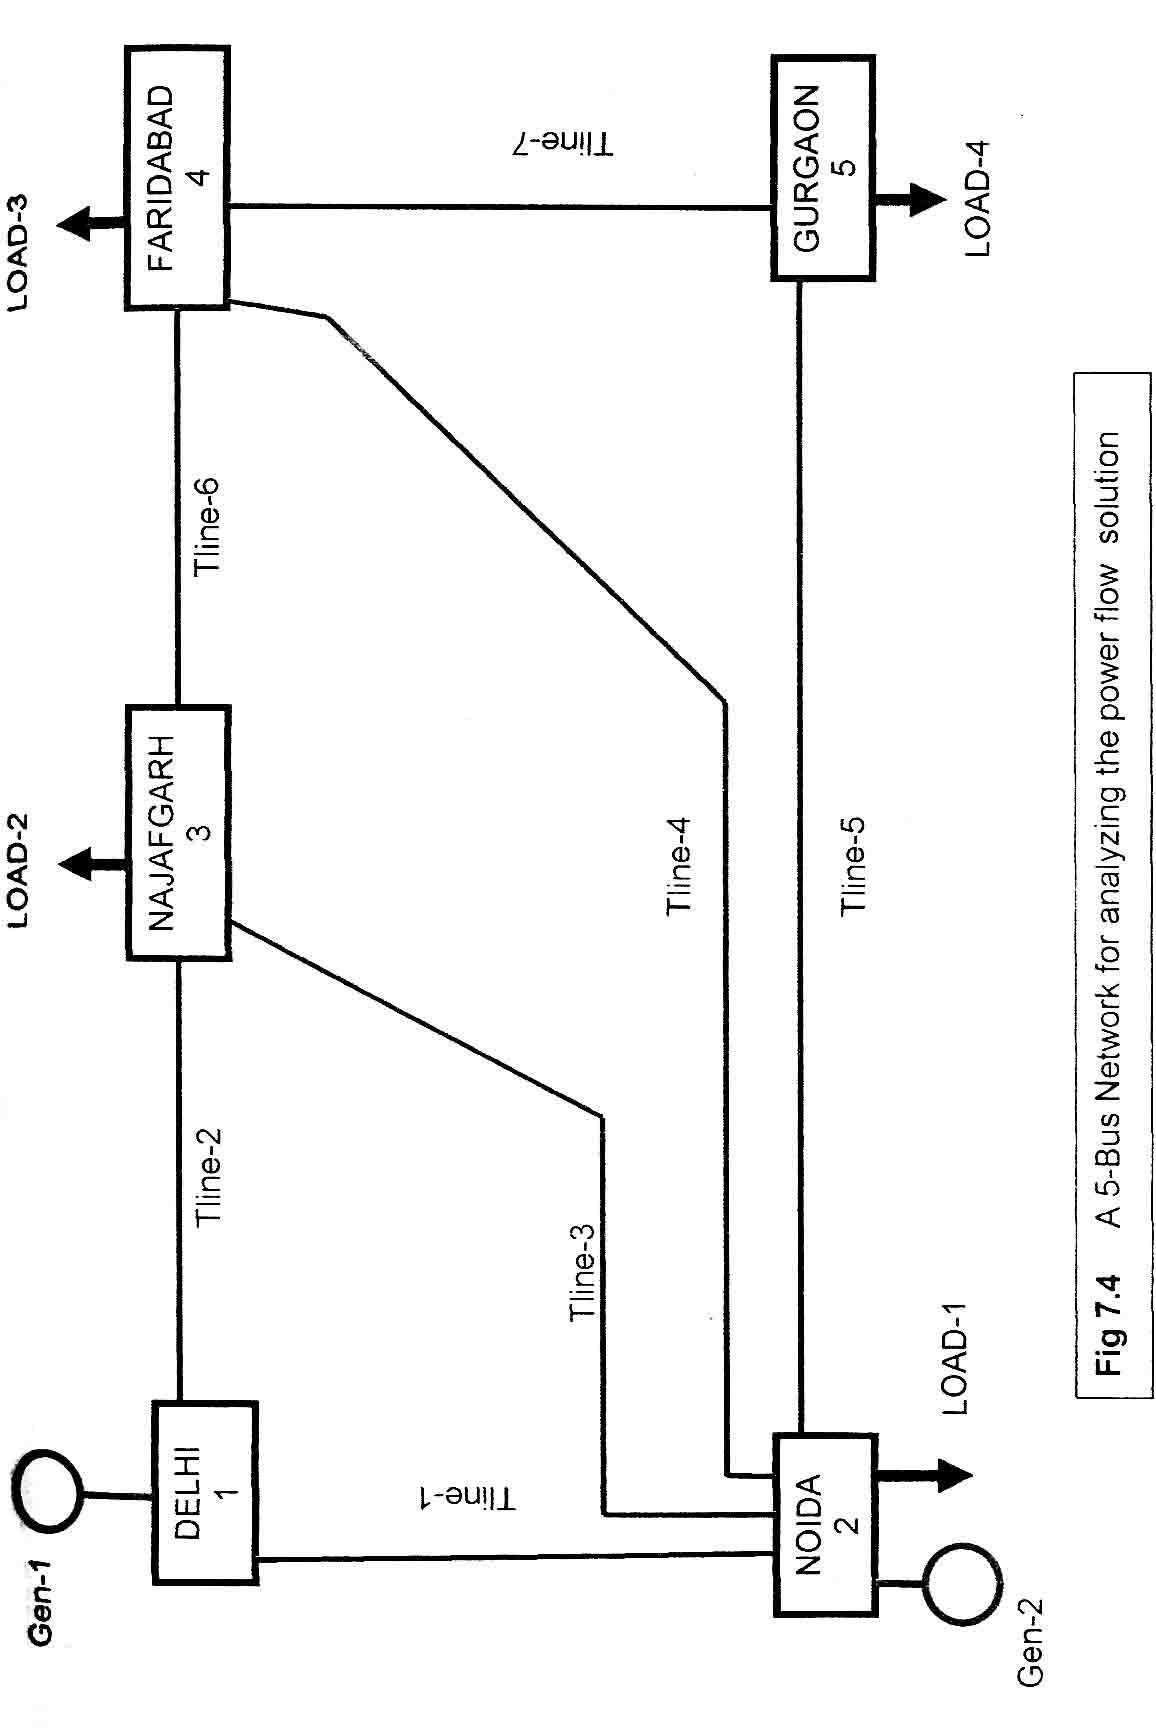 LOAD-2
LOAD-3
Gen-1
DELHI
1
Tline-2
NAJAFGARH
3
Tline-6
FARIDABAD
4
Tline-1
Tline-3
Tline-4
Tline-7
NOIDA
2
Tline-5
GURGAON
5
Gen-2
LOAD-1
LOAD-4
Fig 7.4 A 5-Bus Network for analyzing the power flow solution